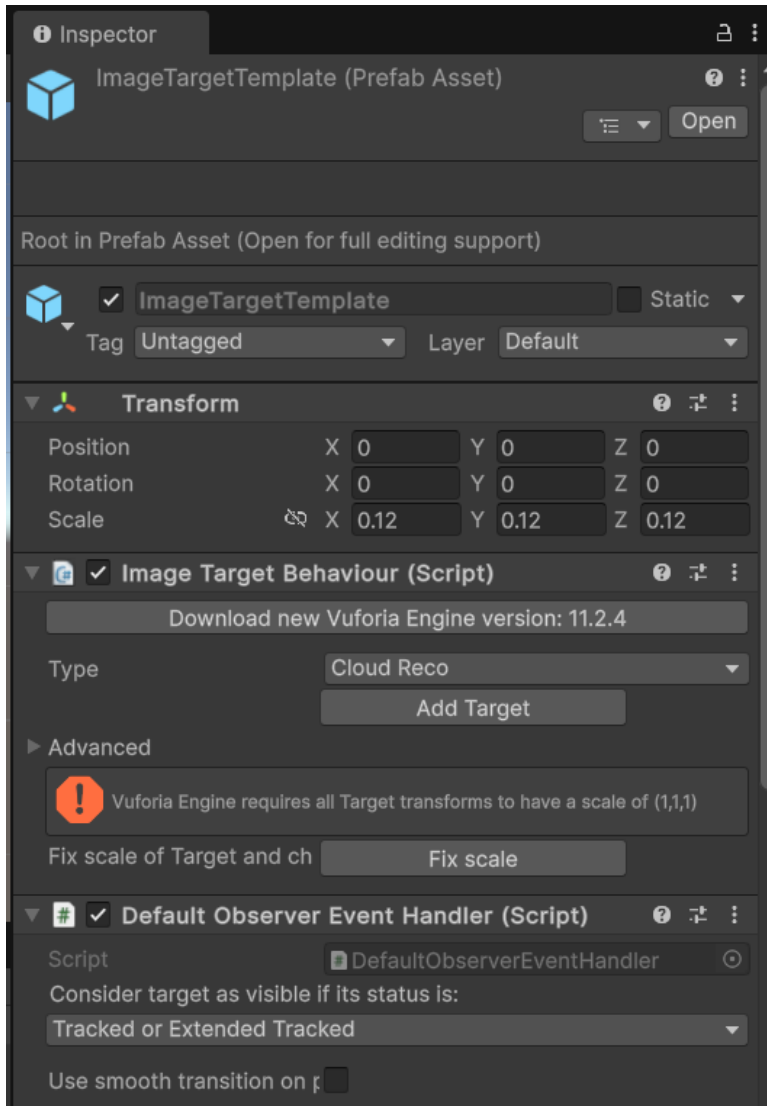 Inspector
ImageTargetTemplate (Prefab Asset)
Open
Root in Prefab Asset (Open for full editing support)
ImageTargetTemplate Static
Tag Untagged Layer Default
Transform
Position X 0 Y 0 Z 0
Rotation X 0 Y 0 Z 0
Scale X 0.12 Y 0.12 Z 0.12
Image Target Behaviour (Script)
Download new Vuforia Engine version: 11.2.4
Type Cloud Reco
Add Target
Advanced
Vuforia Engine requires all Target transforms to have a scale of (1,1,1)
Fix scale of Target and ch Fix scale
# Default Observer Event Handler (Script)
Script # DefaultObserverEventHandler
Consider target as visible if its status is:
Tracked or Extended Tracked
Use smooth transition on p